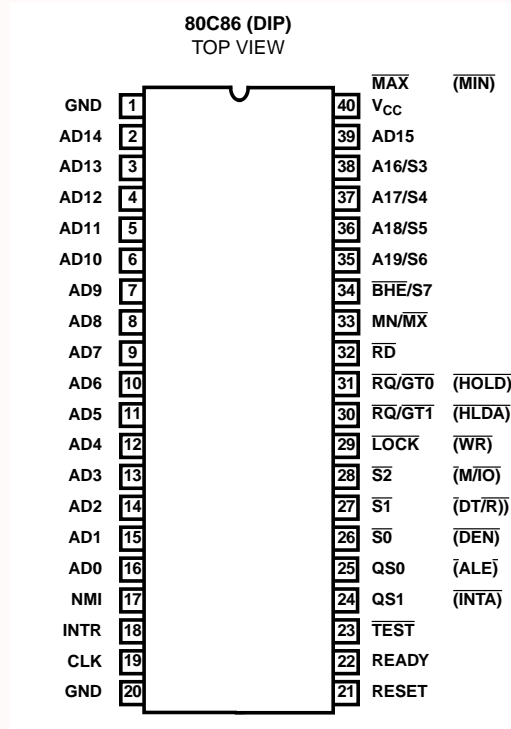 80C86 (DIP)
TOP VIEW
MAX (MIN)
GND 1 40 VCC
AD14 2 39 AD15
AD13 3 38 A16/S3
AD12 4 37 A17/S4
AD11 5 36 A18/S5
AD10 6 35 A19/S6
AD9 7 34 BHE/S7
AD8 8 33 MN/MX
AD7 9 32 RD
AD6 10 31 RQ/GT0 (HOLD)
AD5 11 30 RQ/GT1 (HLDA)
AD4 12 29 LOCK (WR)
AD3 13 28 S2 (M/IO)
AD2 14 27 S1 (DT/R))
AD1 15 26 S0 (DEN)
AD0 16 25 QS0 (ALE)
NMI 17 24 QS1 (INTA)
INTR 18 23 TEST
CLK 19 22 READY
GND 20 21 RESET